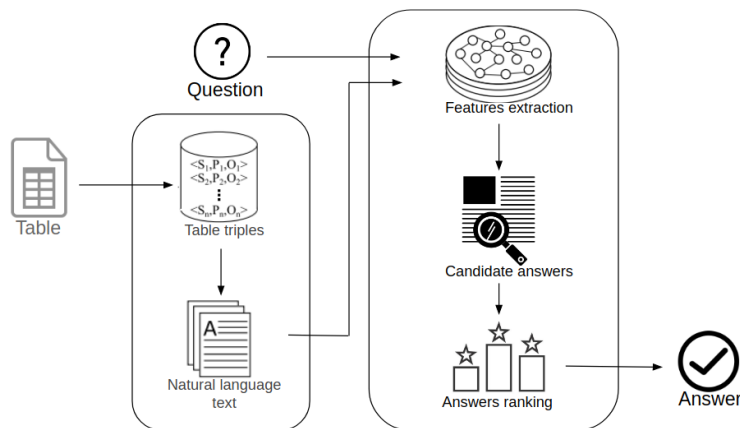 ?
Question
Features extraction
<S₁,P₁,O₁>
<S₂,P₂,O₂>
⋮
<Sₙ,Pₙ,Oₙ>
Table
Table triples
Candidate answers
A
Natural language
text
Answers ranking
Answer